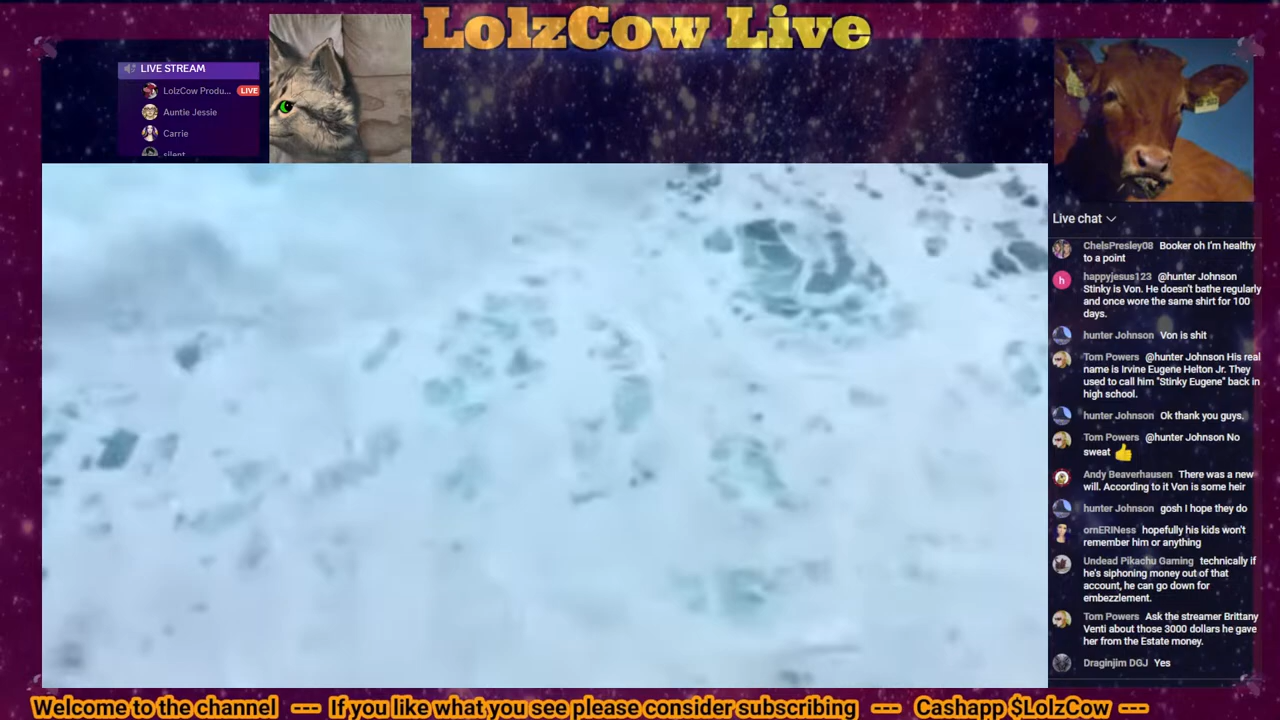 LolzCow Live
LIVE STREAM
LolzCow Produ... LIVE
Auntie Jessie
Carrie
silent
Live chat
ChelsPresley08 Booker oh I'm healthy
to a point
h
happyjesus123 @hunter Johnson
Stinky is Von. He doesn't bathe regularly
and once wore the same shirt for 100
days.
hunter Johnson Von is shit
Tom Powers @hunter Johnson His real
name is Irvine Eugene Helton Jr. They
used to call him "Stinky Eugene" back in
high school.
hunter Johnson Ok thank you guys.
Tom Powers @hunter Johnson No
sweat 👍
Andy Beaverhausen There was a new
will. According to it Von is some heir
hunter Johnson gosh I hope they do
ornERINess hopefully his kids won't
remember him or anything
Undead Pikachu Gaming technically if
he's siphoning money out of that
account, he can go down for
embezzlement.
Tom Powers Ask the streamer Brittany
Venti about those 3000 dollars he gave
her from the Estate money.
Draginjim DGJ Yes
Welcome to the channel --- If you like what you see please consider subscribing --- Cashapp $LolzCow ---